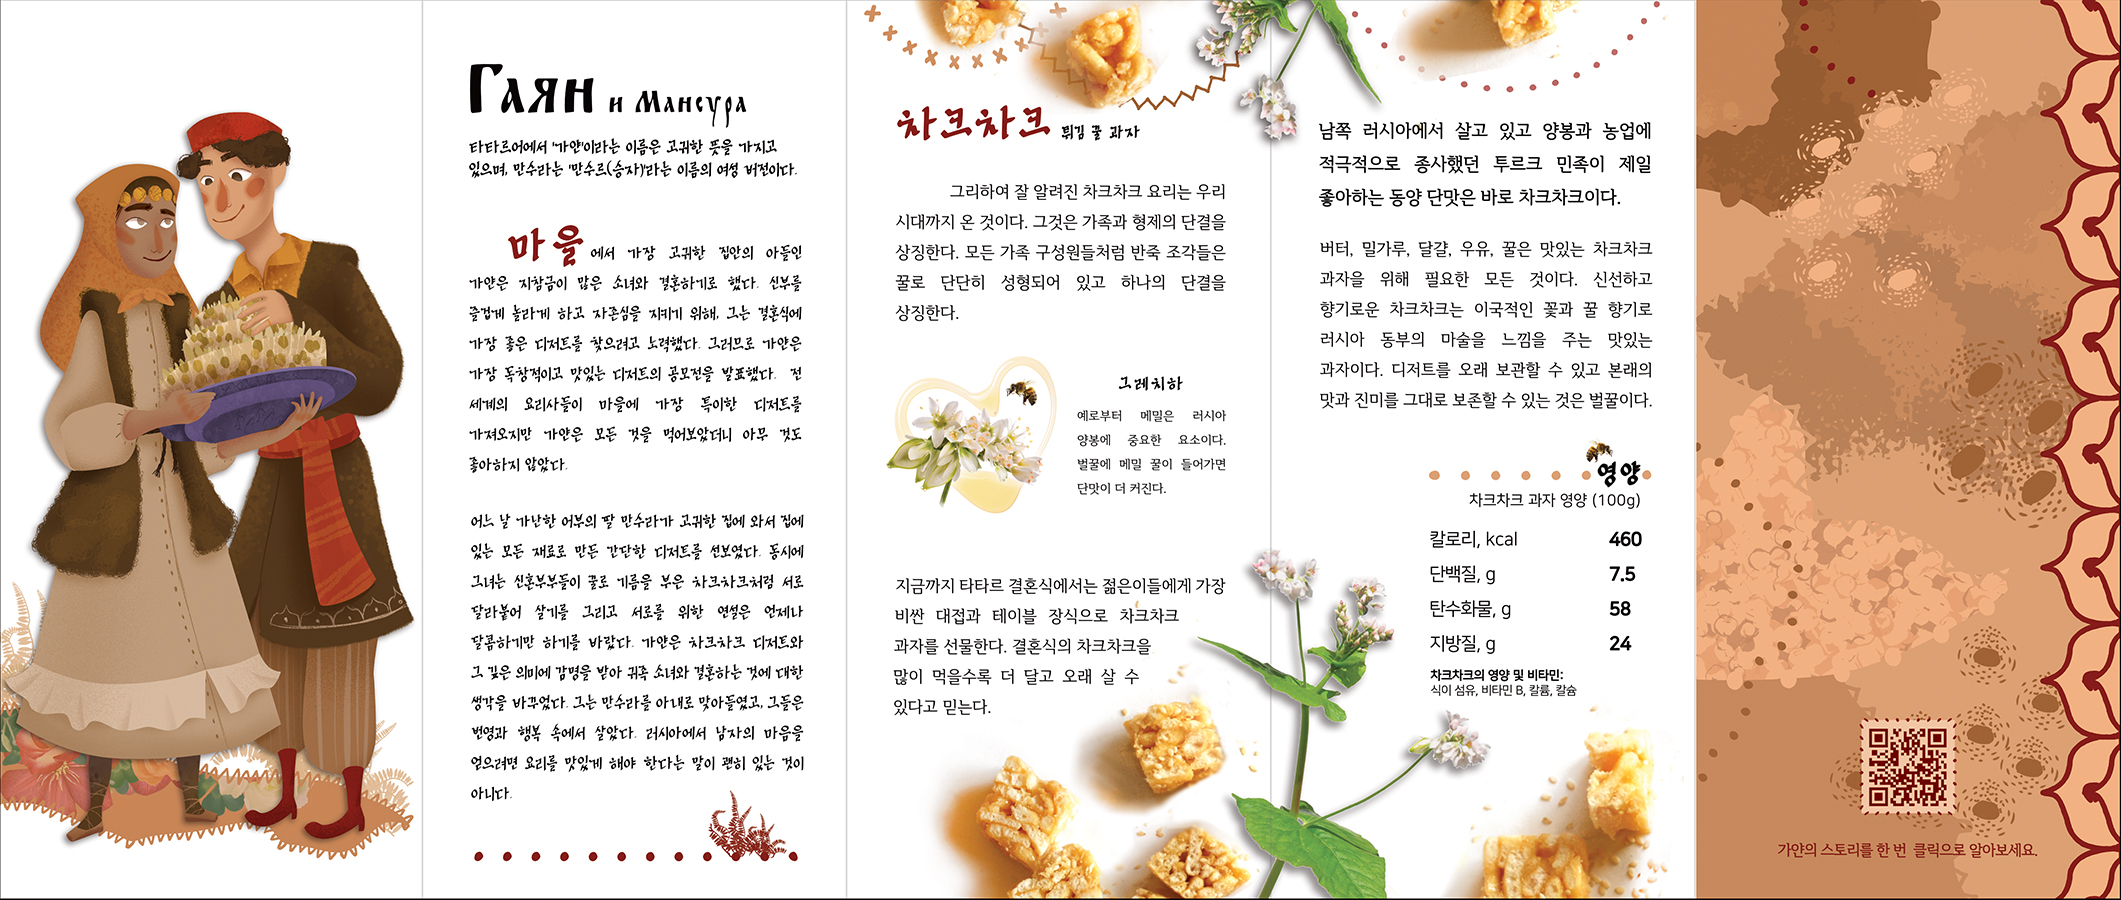 Гаян и Мансура
타타르어에서 '가얀'이라는 이름은 고귀한 뜻을 가지고
있으며, 만수라는 '만수르(승자)'라는 이름의 여성 버전이다.
마을에서 가장 고귀한 집안의 아들인
가얀은 지참금이 많은 소녀와 결혼하기로 했다. 신부를
즐겁게 놀라게 하고 자존심을 지키기 위해, 그는 결혼식에
가장 좋은 디저트를 찾으려고 노력했다. 그러므로 가얀은
가장 독창적이고 맛있는 디저트의 공모전을 발표했다. 전
세계의 요리사들이 마을에 가장 특이한 디저트를
가져오지만 가얀은 모든 것을 먹어보았더니 아무 것도
좋아하지 않았다.
어느 날 가난한 어부의 딸 만수라가 고귀한 집에 와서 집에
있는 모든 재료로 만든 간단한 디저트를 선보였다. 동시에
그녀는 신혼부부들이 꿀로 기름을 부은 차크차크처럼 서로
달라붙어 살기를 그리고 서로를 위한 연설은 언제나
달콤하기만 하기를 바랐다. 가얀은 차크차크 디저트와
그 깊은 의미에 감명을 받아 귀족 소녀와 결혼하는 것에 대한
생각을 바꾸었다. 그는 만수라를 아내로 맞아들였고, 그들은
번영과 행복 속에서 살았다. 러시아에서 남자의 마음을
얻으려면 요리를 맛있게 해야 한다는 말이 괜히 있는 것이
아니다.
차크차크 튀김 꿀 과자
그리하여 잘 알려진 차크차크 요리는 우리
시대까지 온 것이다. 그것은 가족과 형제의 단결을
상징한다. 모든 가족 구성원들처럼 반죽 조각들은
꿀로 단단히 성형되어 있고 하나의 단결을
상징한다.
그레치하
예로부터 메밀은 러시아
양봉에 중요한 요소이다.
벌꿀에 메밀 꿀이 들어가면
단맛이 더 커진다.
지금까지 타타르 결혼식에서는 젊은이들에게 가장
비싼 대접과 테이블 장식으로 차크차크
과자를 선물한다. 결혼식의 차크차크을
많이 먹을수록 더 달고 오래 살 수
있다고 믿는다.
남쪽 러시아에서 살고 있고 양봉과 농업에
적극적으로 종사했던 투르크 민족이 제일
좋아하는 동양 단맛은 바로 차크차크이다.
버터, 밀가루, 달걀, 우유, 꿀은 맛있는 차크차크
과자를 위해 필요한 모든 것이다. 신선하고
향기로운 차크차크는 이국적인 꽃과 꿀 향기로
러시아 동부의 마술을 느낌을 주는 맛있는
과자이다. 디저트를 오래 보관할 수 있고 본래의
맛과 진미를 그대로 보존할 수 있는 것은 벌꿀이다.
영양
차크차크 과자 영양 (100g)
칼로리, kcal 460
단백질, g 7.5
탄수화물, g 58
지방질, g 24
차크차크의 영양 및 비타민:
식이 섬유, 비타민 B, 칼륨, 칼슘
가얀의 스토리를 한 번 클릭으로 알아보세요.